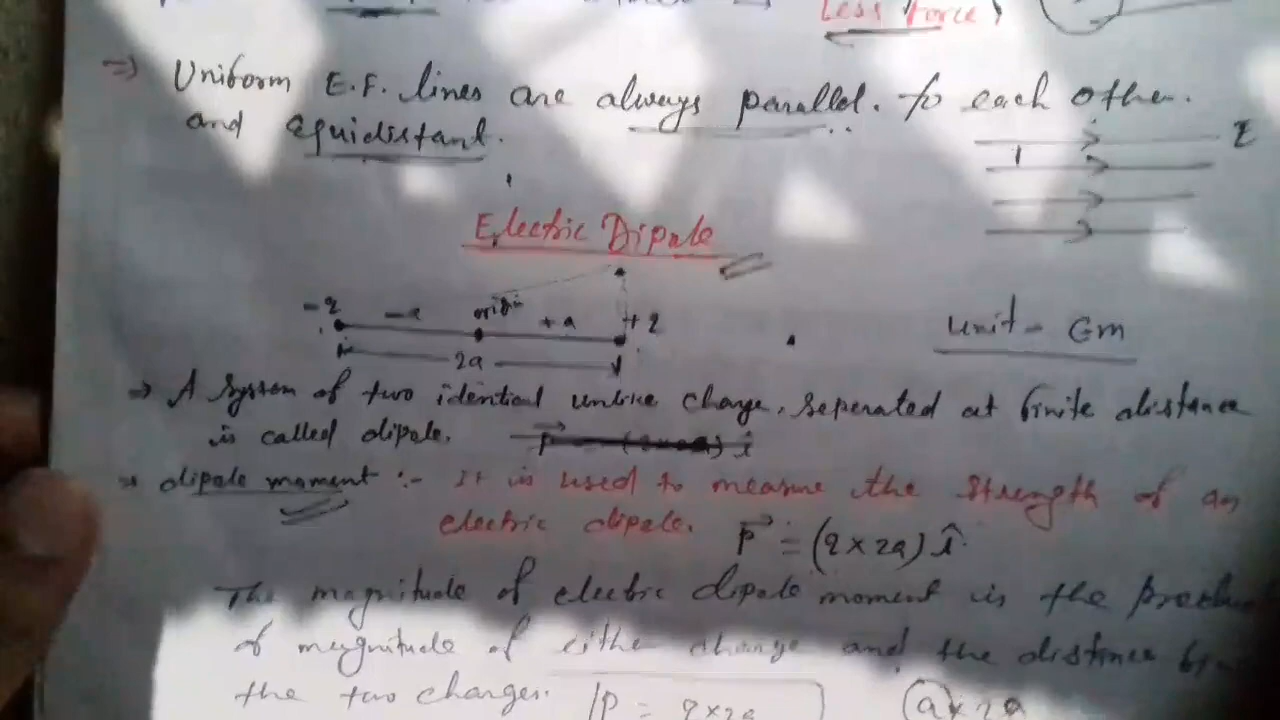 Less Force)
=) Uniform E.F. lines are always parallel. to each other.
and equidistant.
E
Electric Dipole
-q -a origin +a +q
2a
Unit - Cm
→ A system of two identical unlike charge, seperated at finite distance
is called dipole.
→ dipole moment :- It is used to measure the strength of an
electric dipole. p⃗ = (q×2a) î
The magnitude of electric dipole moment is the
of magnitude of either charge and the distance
the two charges. |p = q×2a